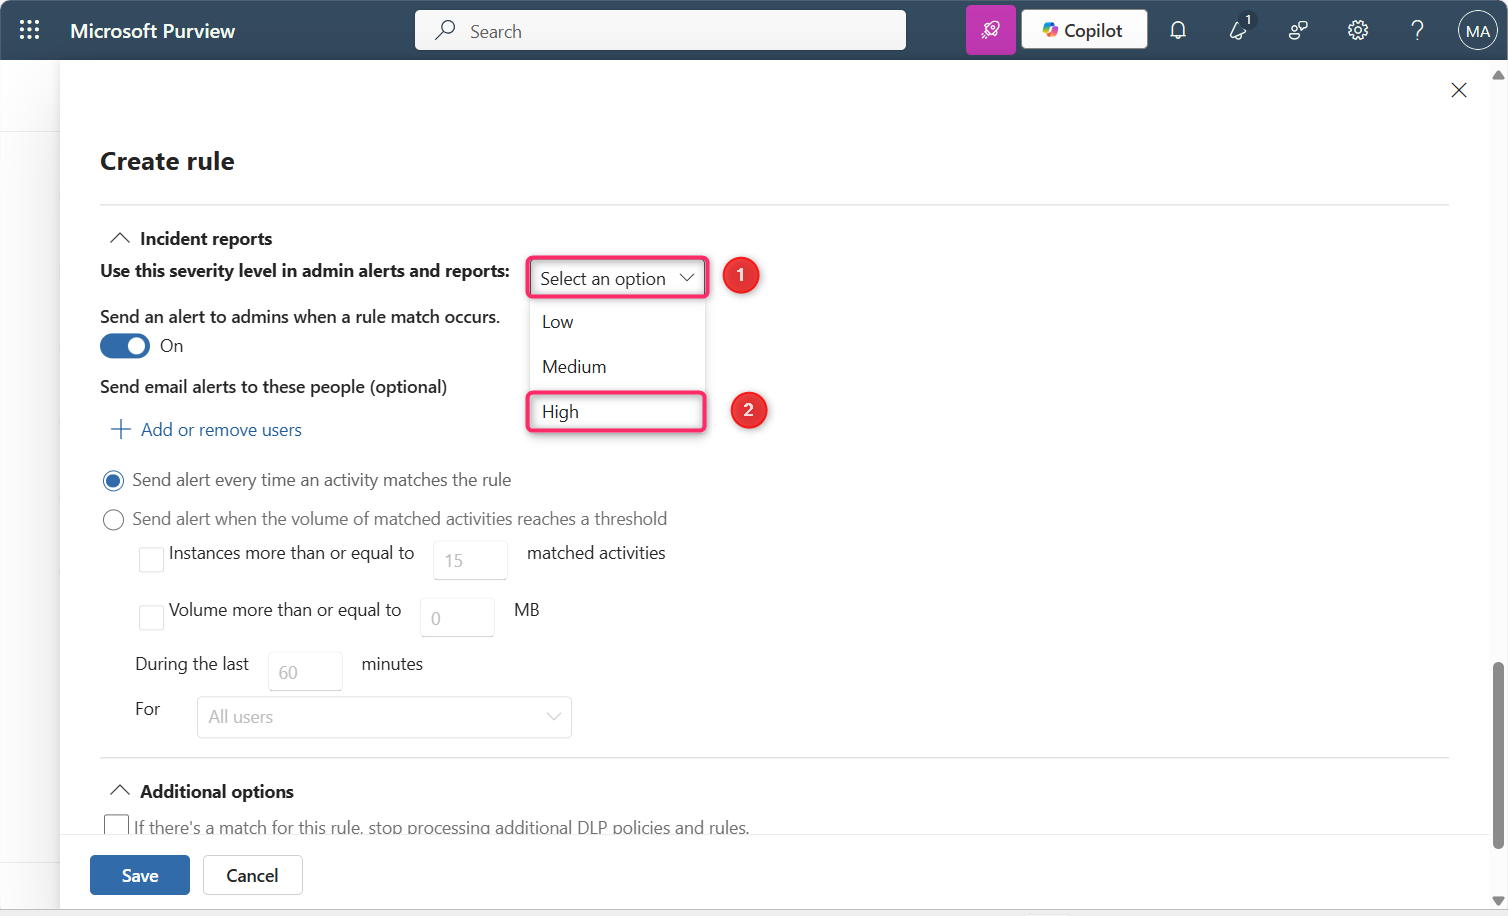 Microsoft Purview
Search
Copilot
1
MA
Create rule
Incident reports
Use this severity level in admin alerts and reports:
Select an option
1
Low
Medium
High
2
Send an alert to admins when a rule match occurs.
On
Send email alerts to these people (optional)
Add or remove users
Send alert every time an activity matches the rule
Send alert when the volume of matched activities reaches a threshold
Instances more than or equal to 15 matched activities
Volume more than or equal to 0 MB
During the last 60 minutes
For All users
Additional options
If there's a match for this rule, stop processing additional DLP policies and rules.
Save
Cancel